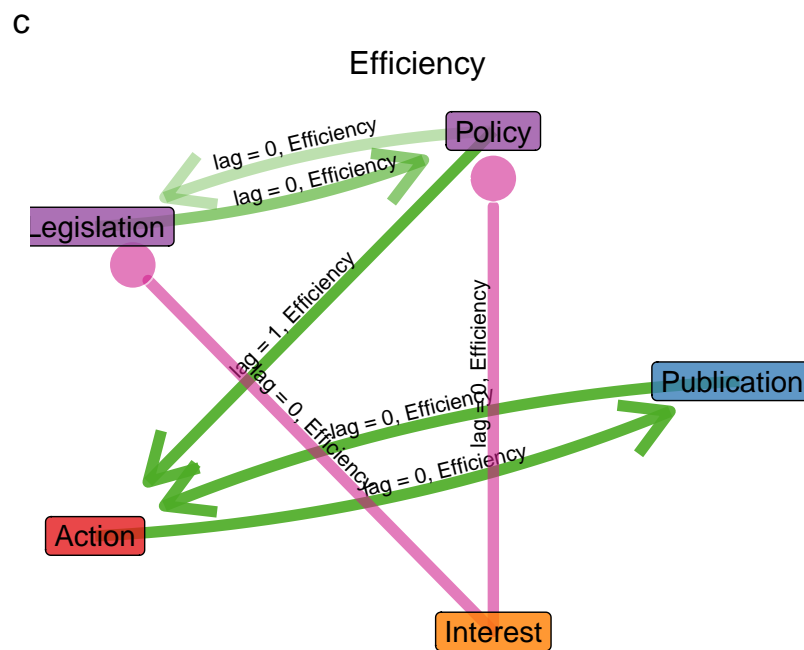 c
Efficiency
Policy
lag = 0, Efficiency
lag = 0, Efficiency
Legislation
lag = 1, Efficiency
lag = 0, Efficiency
lag = 0, Efficiency
Publication
lag = 0, Efficiency
lag = 0, Efficiency
Action
Interest